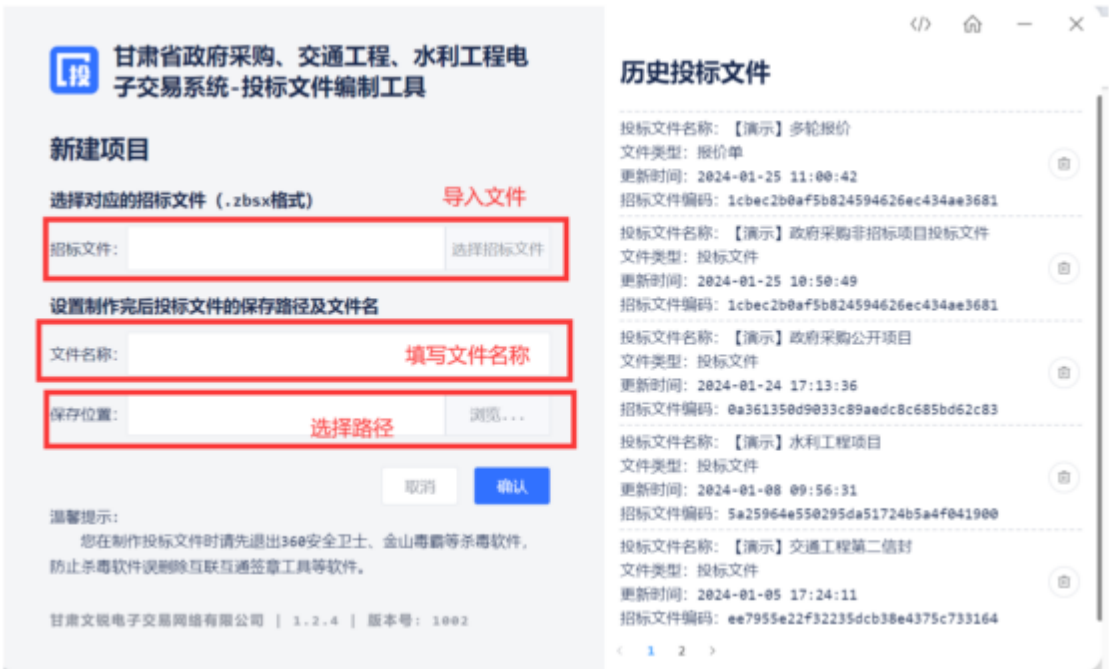 甘肃省政府采购、交通工程、水利工程电
子交易系统-投标文件编制工具
新建项目
选择对应的招标文件（.zbsx格式）
导入文件
招标文件：
选择招标文件
设置制作完后投标文件的保存路径及文件名
文件名称：
填写文件名称
保存位置：
选择路径
浏览...
取消
确认
温馨提示：
您在制作投标文件时请先退出360安全卫士、金山毒霸等杀毒软件，
防止杀毒软件误删除互联互通签章工具等软件。
甘肃文锐电子交易网络有限公司 | 1.2.4 | 版本号：1002
历史投标文件
投标文件名称：【演示】多轮报价
文件类型：报价单
更新时间：2024-01-25 11:00:42
招标文件编码：1cbec2b0af5b824594626ec434ae3681
投标文件名称：【演示】政府采购非招标项目投标文件
文件类型：投标文件
更新时间：2024-01-25 10:50:49
招标文件编码：1cbec2b0af5b824594626ec434ae3681
投标文件名称：【演示】政府采购公开项目
文件类型：投标文件
更新时间：2024-01-24 17:13:36
招标文件编码：0a361350d9033c89aedc8c685bd62c83
投标文件名称：【演示】水利工程项目
文件类型：投标文件
更新时间：2024-01-08 09:56:31
招标文件编码：5a25964e550295da51724b5a4f041900
投标文件名称：【演示】交通工程第二信封
文件类型：投标文件
更新时间：2024-01-05 17:24:11
招标文件编码：ee7955e22f32235dcb38e4375c733164
< 1 2 >
投